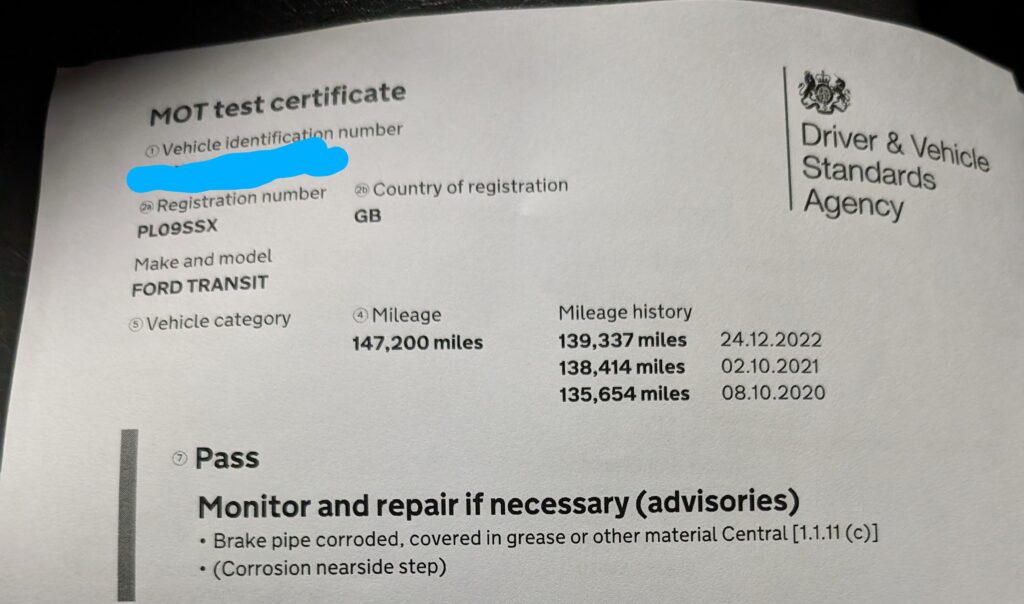 MOT test certificate
① Vehicle identification number
2a Registration number
PL09SSX
2b Country of registration
GB
Make and model
FORD TRANSIT
⑤ Vehicle category
④ Mileage
147,200 miles
Mileage history
139,337 miles 24.12.2022
138,414 miles 02.10.2021
135,654 miles 08.10.2020
Driver & Vehicle
Standards
Agency
⑦ Pass
Monitor and repair if necessary (advisories)
• Brake pipe corroded, covered in grease or other material Central [1.1.11 (c)]
• (Corrosion nearside step)